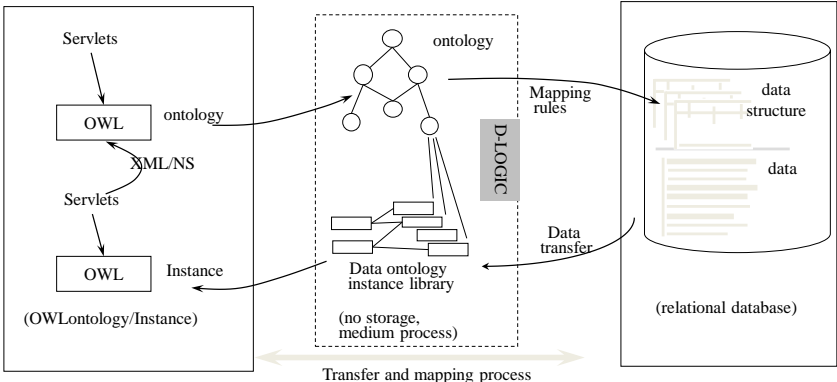 Servlets
OWL
ontology
XML/NS
Servlets
OWL
Instance
(OWLontology/Instance)
ontology
D-LOGIC
Data ontology
instance library
(no storage,
medium process)
Mapping
rules
Data
transfer
data
structure
data
(relational database)
Transfer and mapping process